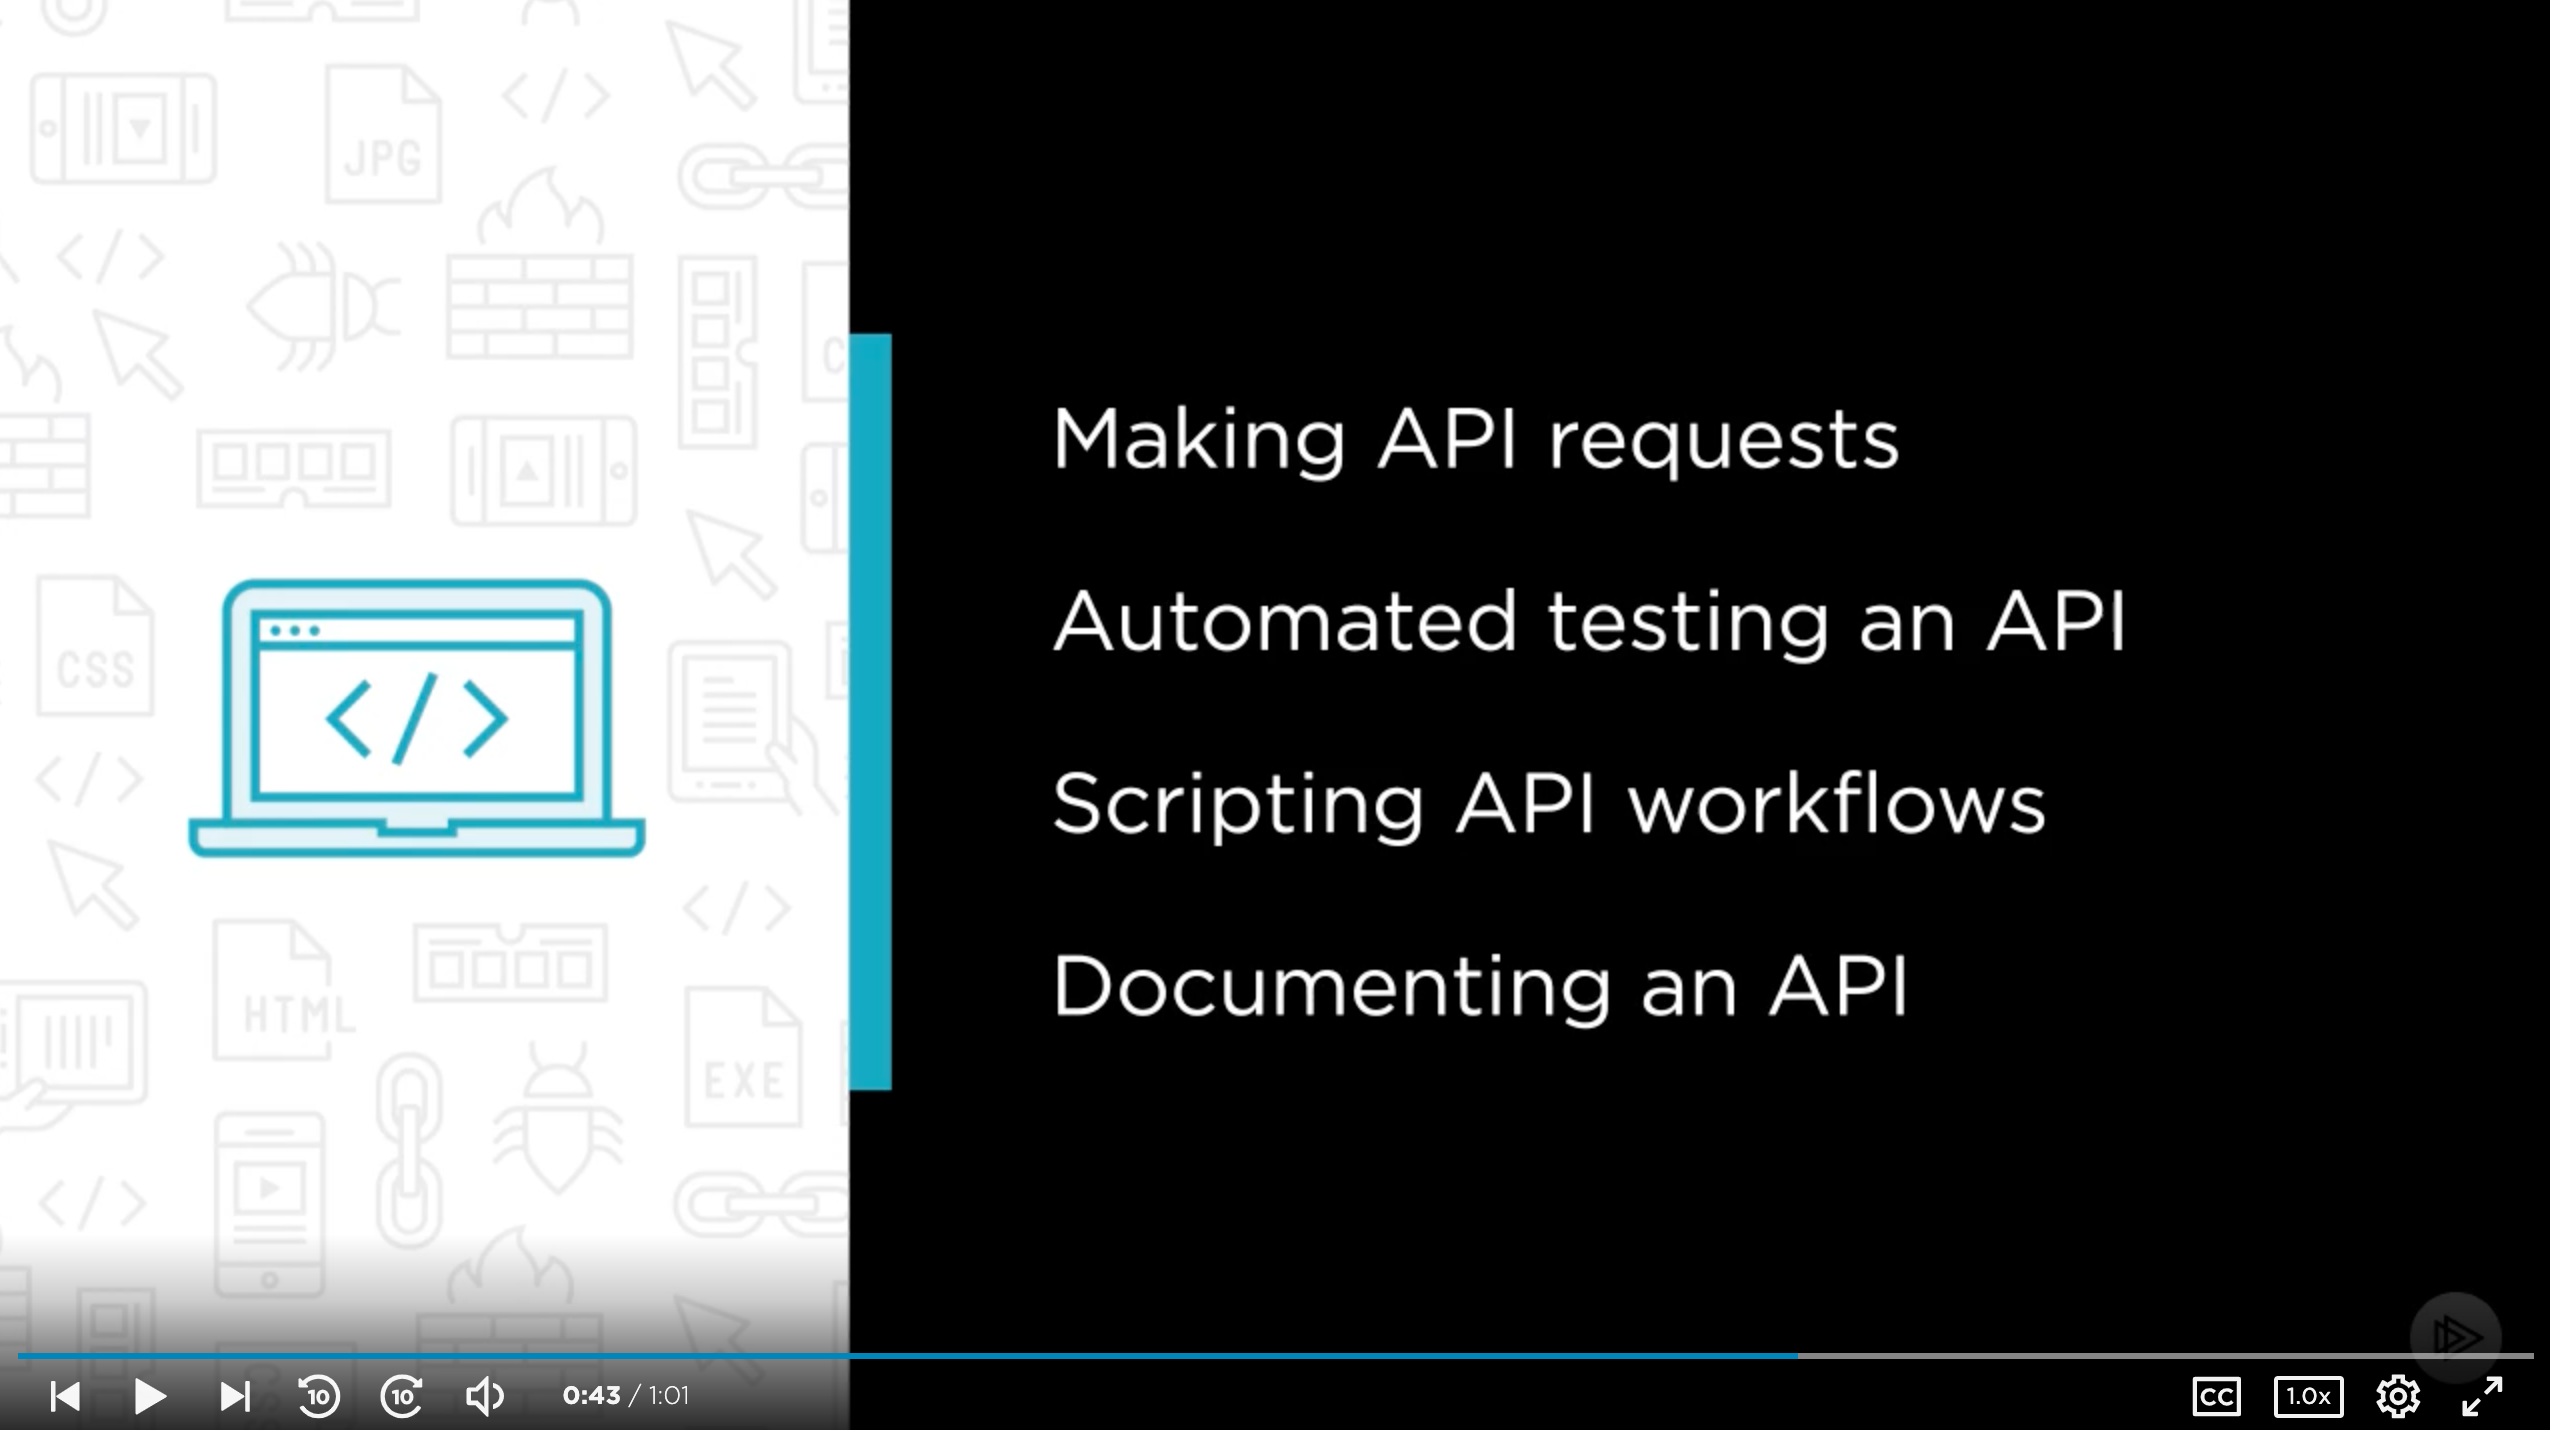 JPG
C
CSS
HTML
EXE
CSS
Making API requests
Automated testing an API
Scripting API workflows
Documenting an API
10
10
0:43 / 1:01
CC
1.0x